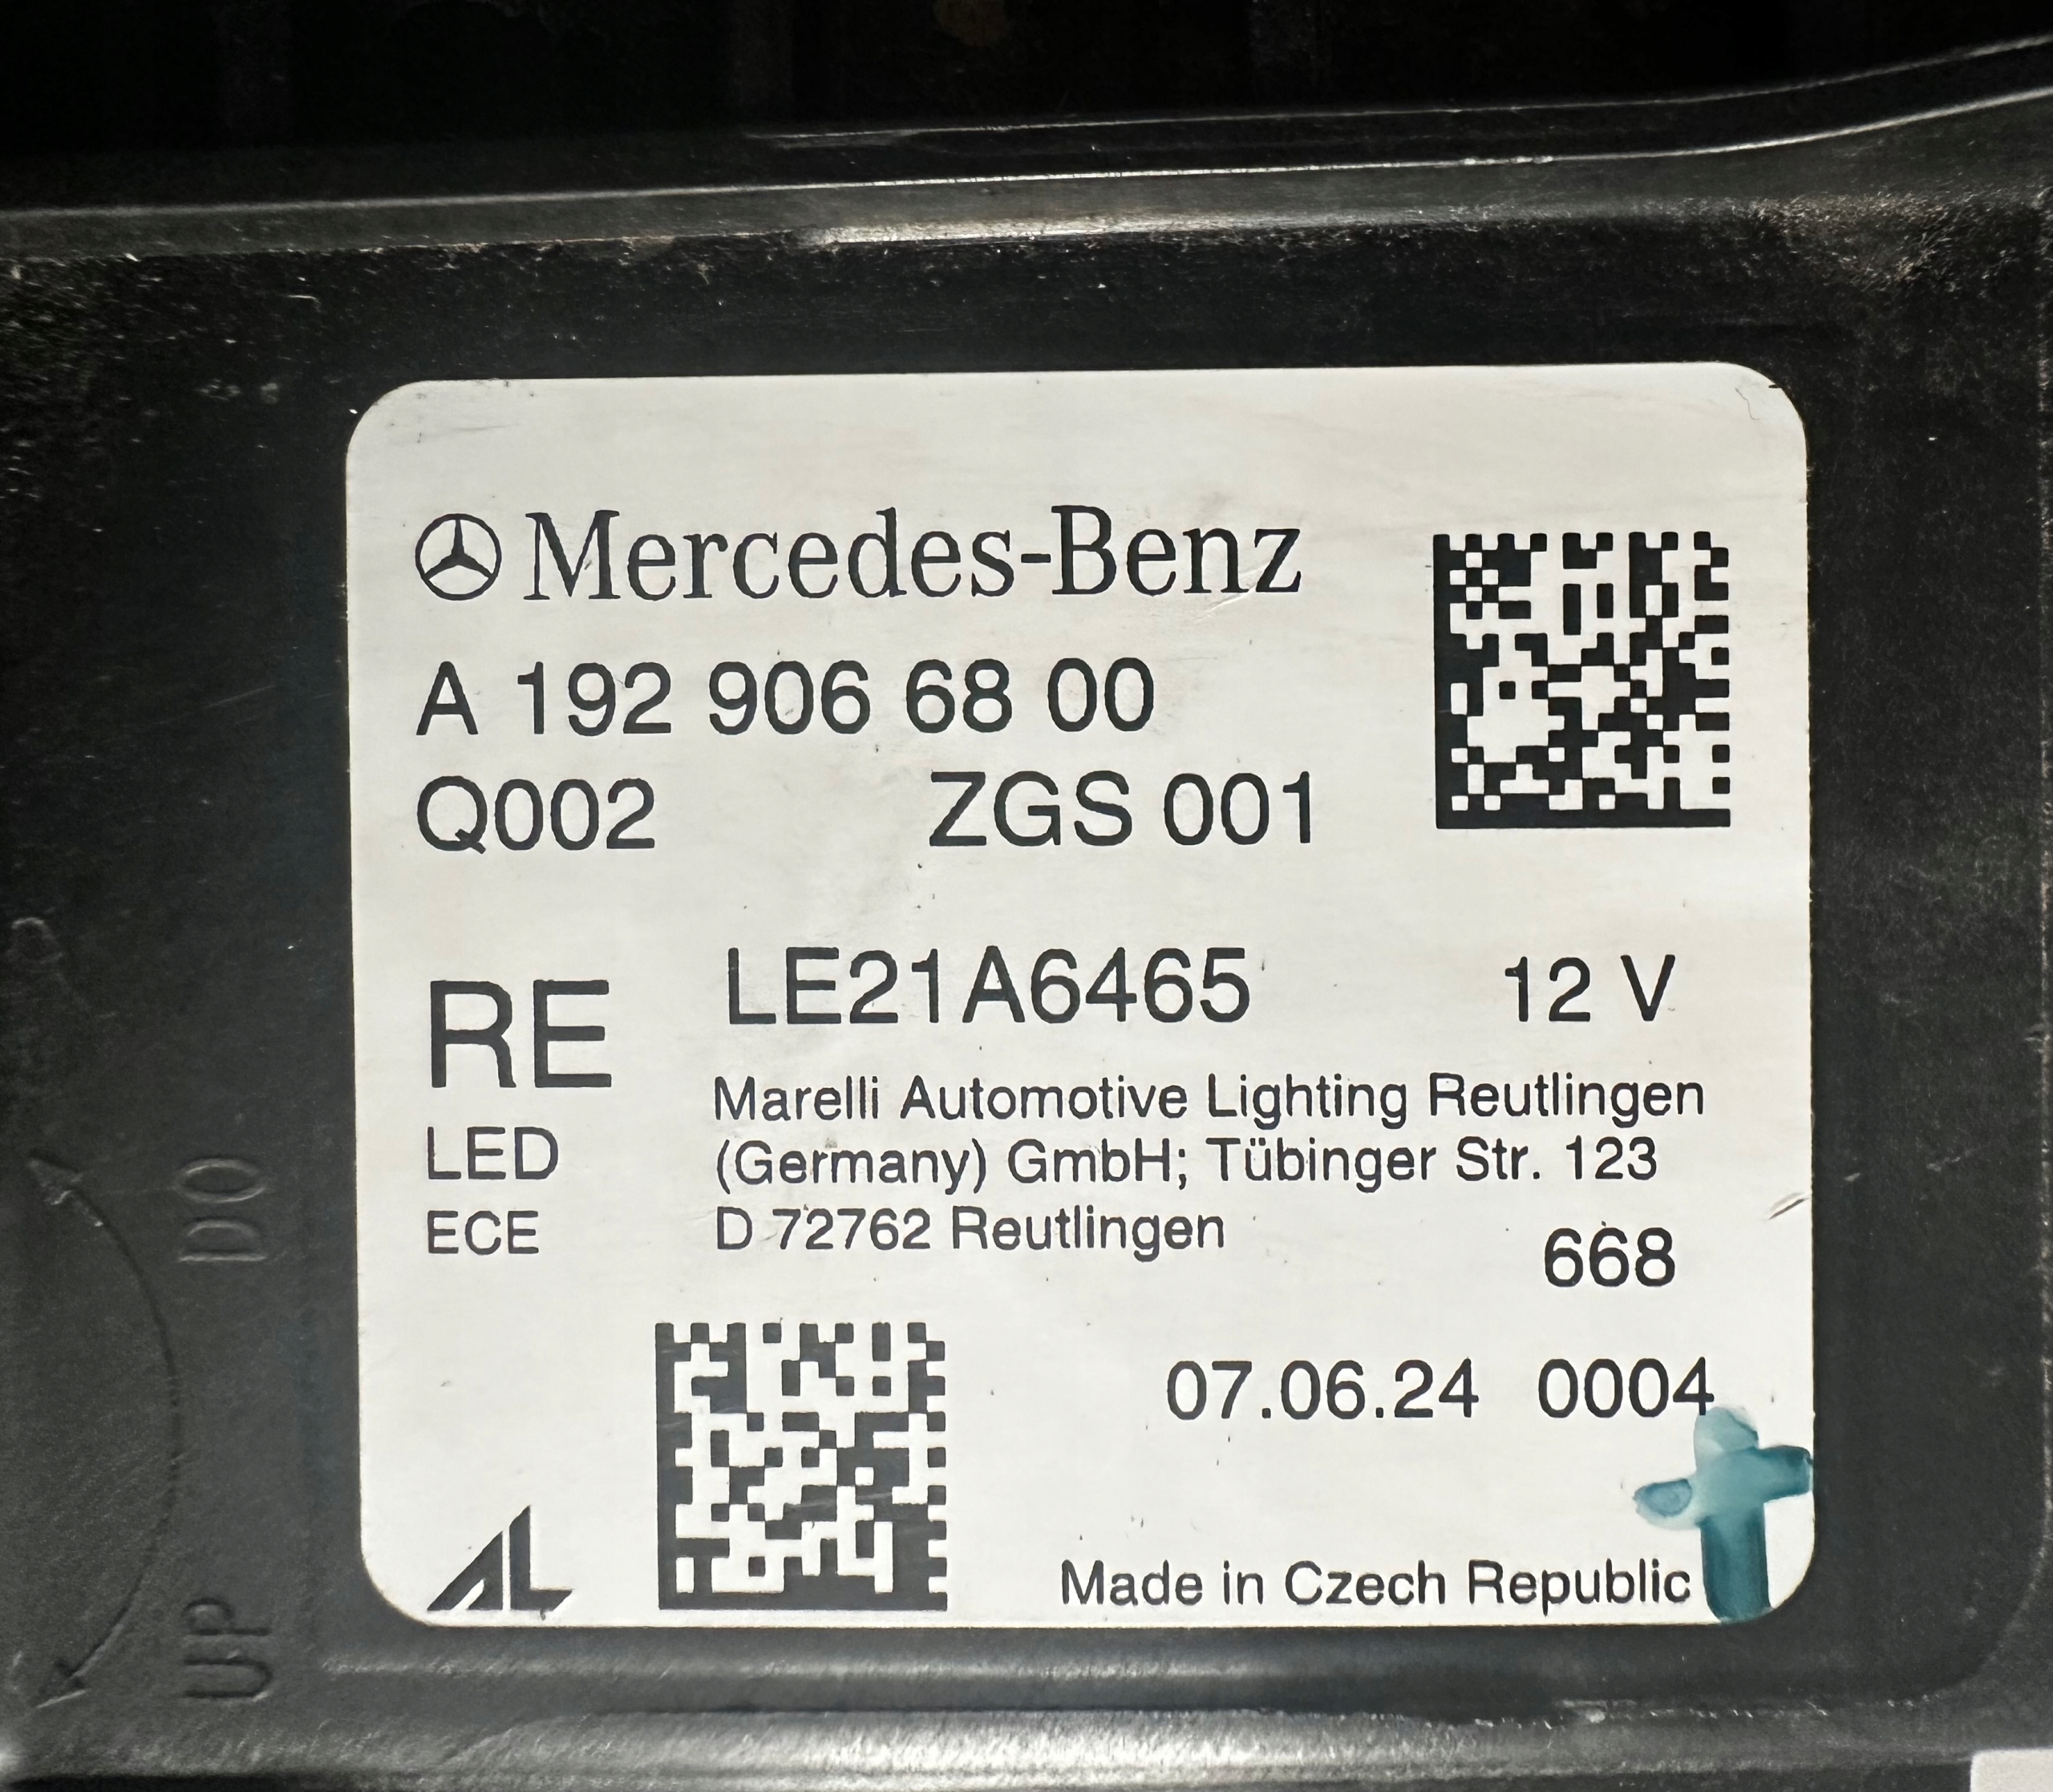 Mercedes-Benz
A 192 906 68 00
Q002 ZGS 001
RE LE21A6465 12 V
LED
ECE
Marelli Automotive Lighting Reutlingen
(Germany) GmbH; Tübinger Str. 123
D 72762 Reutlingen
668
07.06.24 0004
AL
Made in Czech Republic
DO
UP